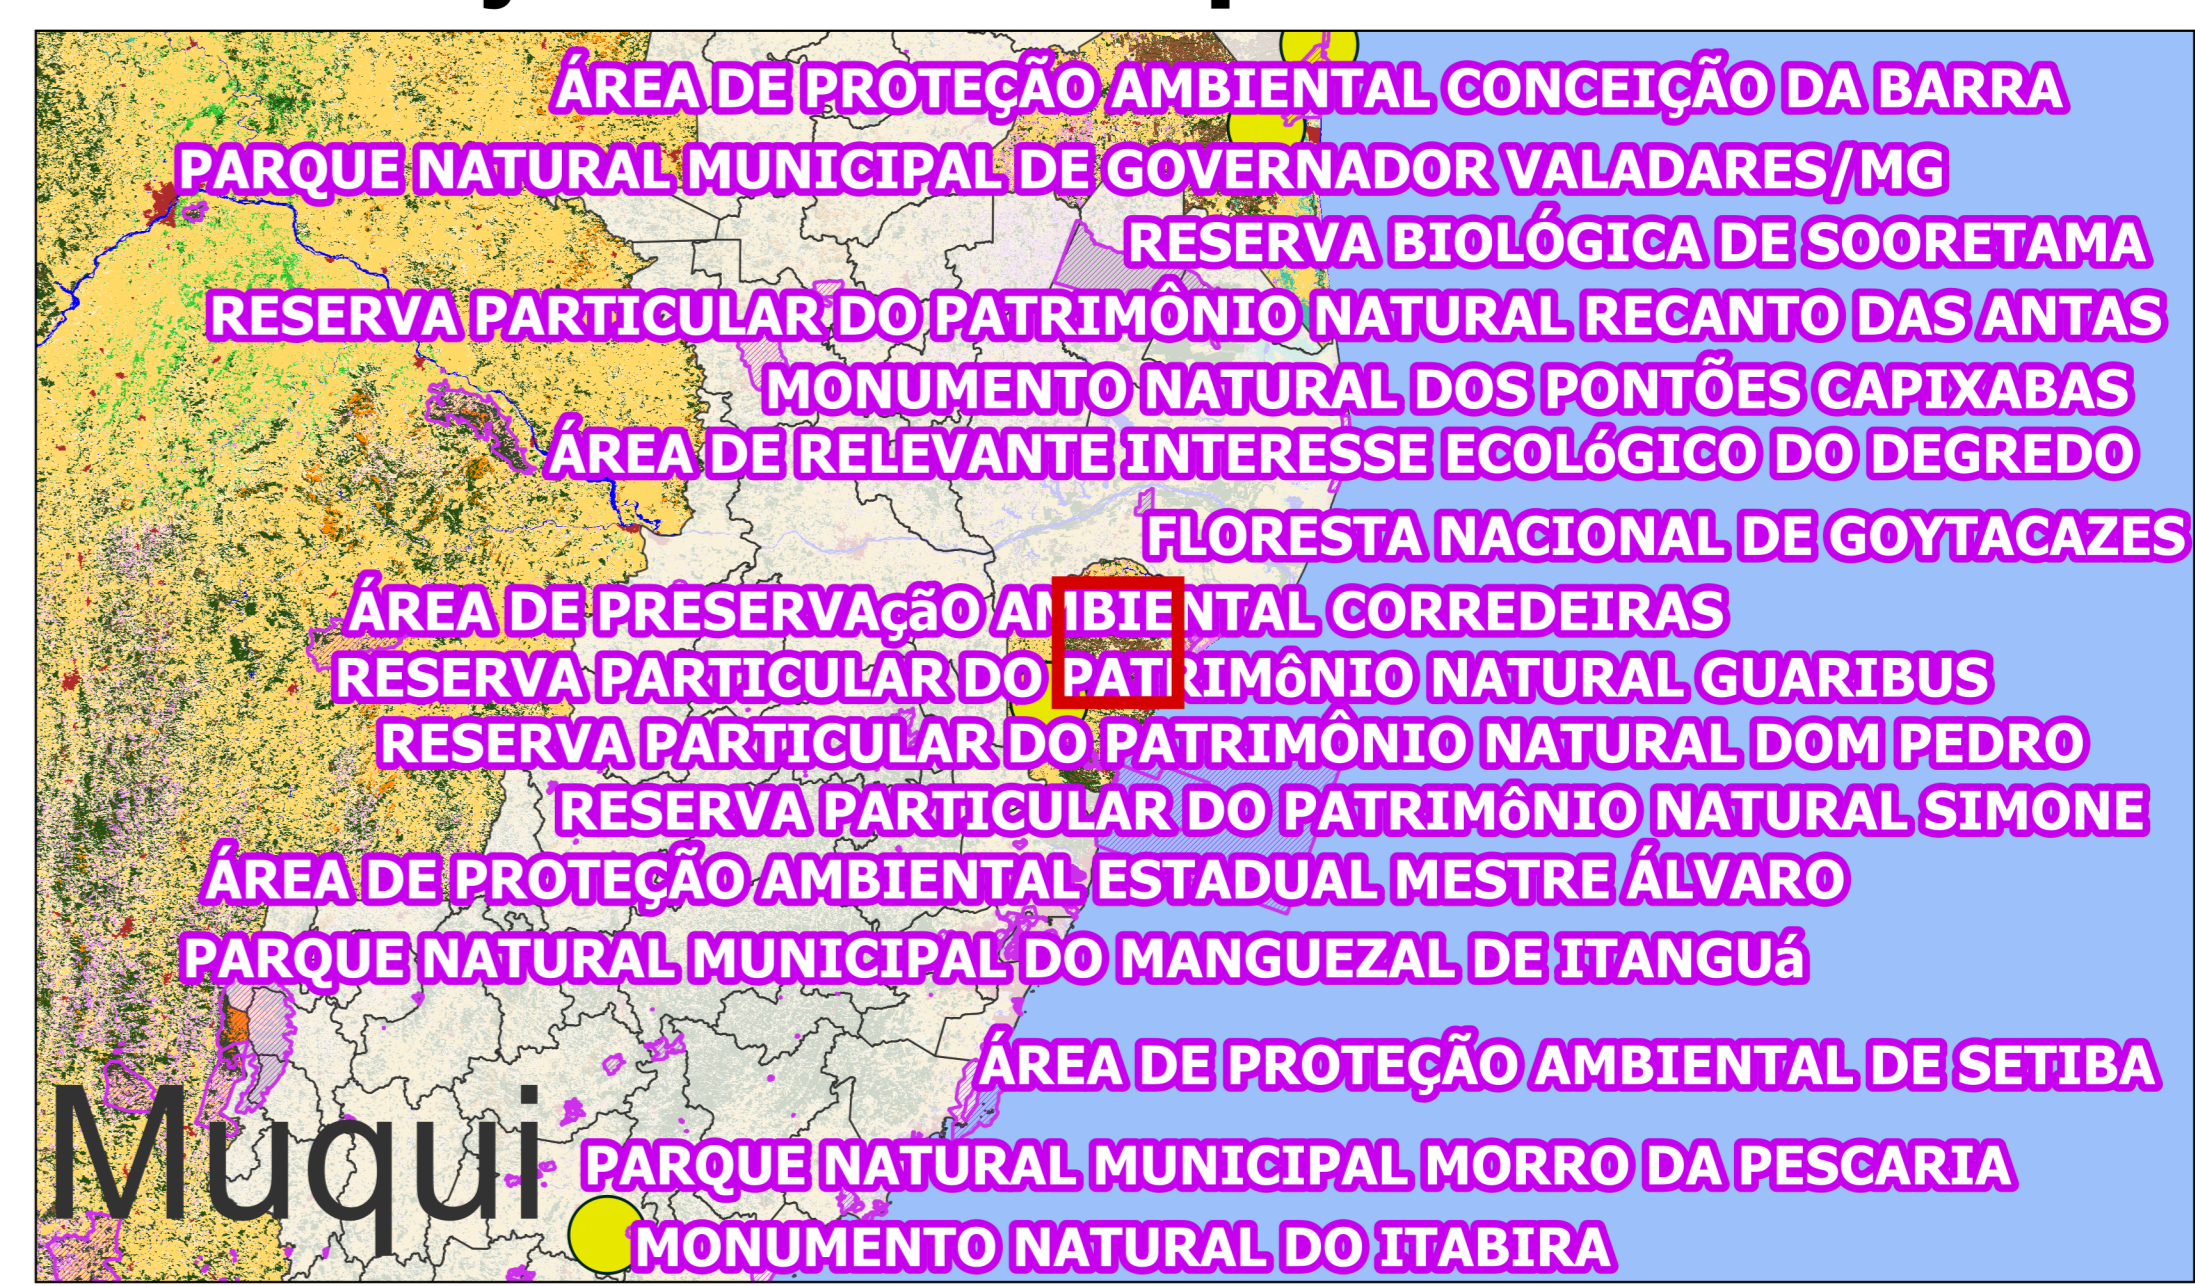 ÁREA DE PROTEÇÃO AMBIENTAL CONCEIÇÃO DA BARRA
PARQUE NATURAL MUNICIPAL DE GOVERNADOR VALADARES/MG
RESERVA BIOLÓGICA DE SOORETAMA
RESERVA PARTICULAR DO PATRIMÔNIO NATURAL RECANTO DAS ANTAS
MONUMENTO NATURAL DOS PONTÕES CAPIXABAS
ÁREA DE RELEVANTE INTERESSE ECOLóGICO DO DEGREDO
FLORESTA NACIONAL DE GOYTACAZES
ÁREA DE PRESERVAçãO AMBIENTAL CORREDEIRAS
RESERVA PARTICULAR DO PATRIMôNIO NATURAL GUARIBUS
RESERVA PARTICULAR DO PATRIMÔNIO NATURAL DOM PEDRO
RESERVA PARTICULAR DO PATRIMôNIO NATURAL SIMONE
ÁREA DE PROTEÇÃO AMBIENTAL ESTADUAL MESTRE ÁLVARO
PARQUE NATURAL MUNICIPAL DO MANGUEZAL DE ITANGUá
ÁREA DE PROTEÇÃO AMBIENTAL DE SETIBA
Muqui
PARQUE NATURAL MUNICIPAL MORRO DA PESCARIA
MONUMENTO NATURAL DO ITABIRA